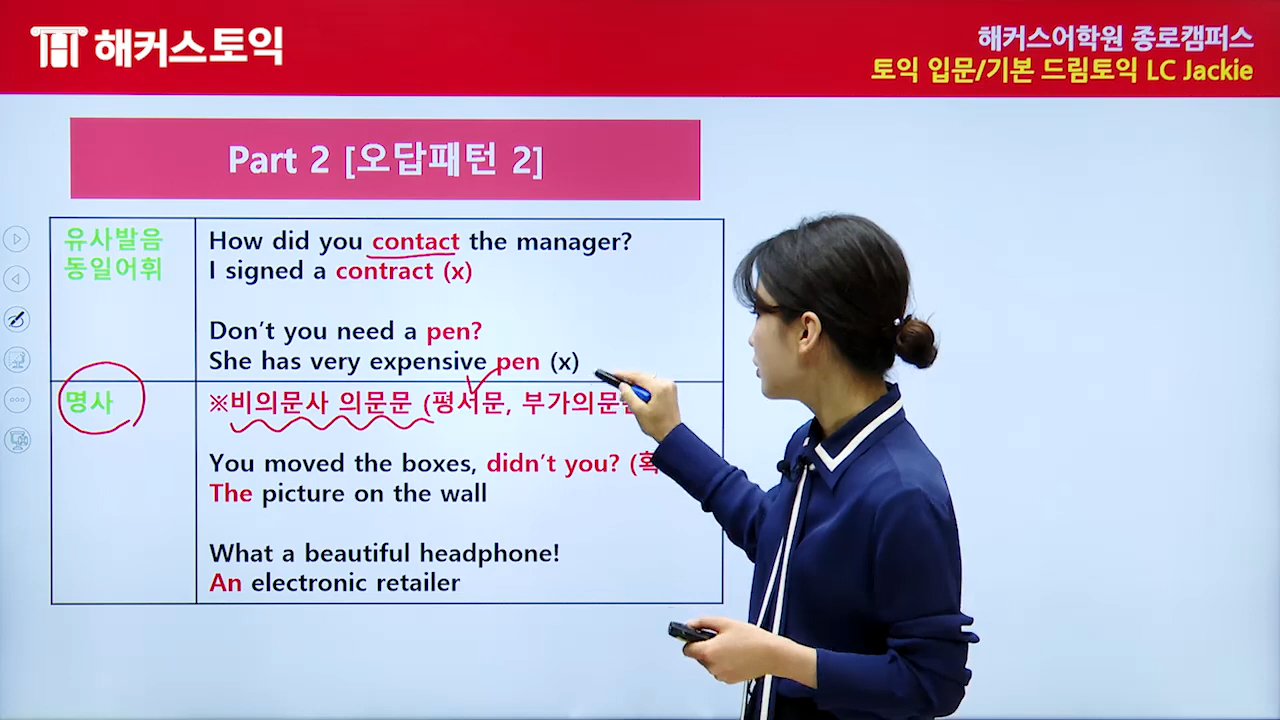 해커스토익
해커스어학원 종로캠퍼스
토익 입문/기본 드림토익 LC Jackie
Part 2 [오답패턴 2]
유사발음
동일어휘
How did you contact the manager?
I signed a contract (x)
Don't you need a pen?
She has very expensive pen (x)
명사
※비의문사 의문문 (평서문, 부가의문
You moved the boxes, didn't you? (확
The picture on the wall
What a beautiful headphone!
An electronic retailer